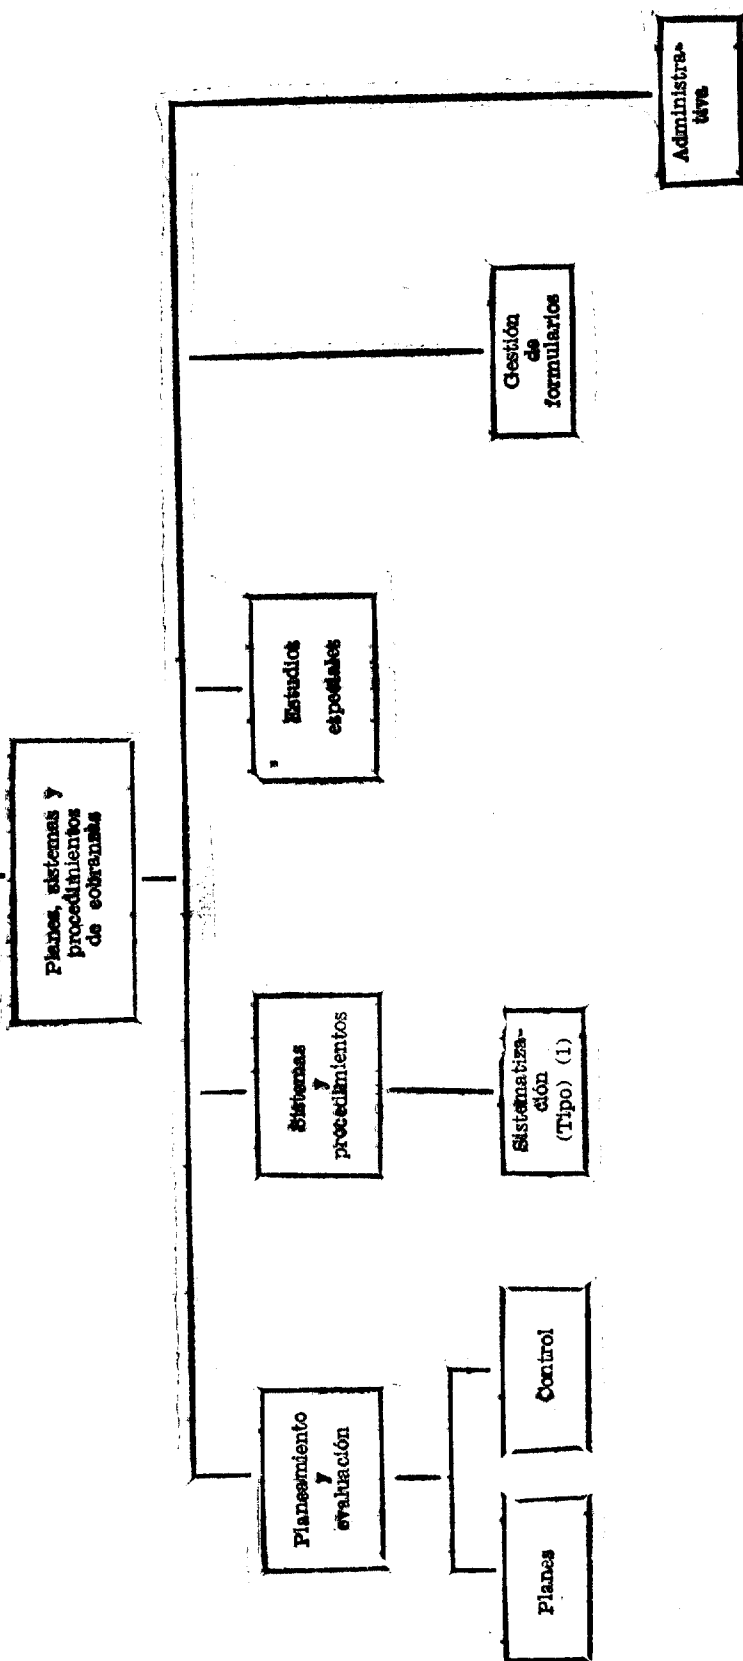 Planes, sistemas y
procedimientos
de cobranzas
Planeamiento
y
evaluación
Sistemas
y
procedimientos
Estudios
especiales
Gestión
de
formularios
Administra-
tiva
Planes
Control
Sistematiza-
ción
(Tipo) (1)